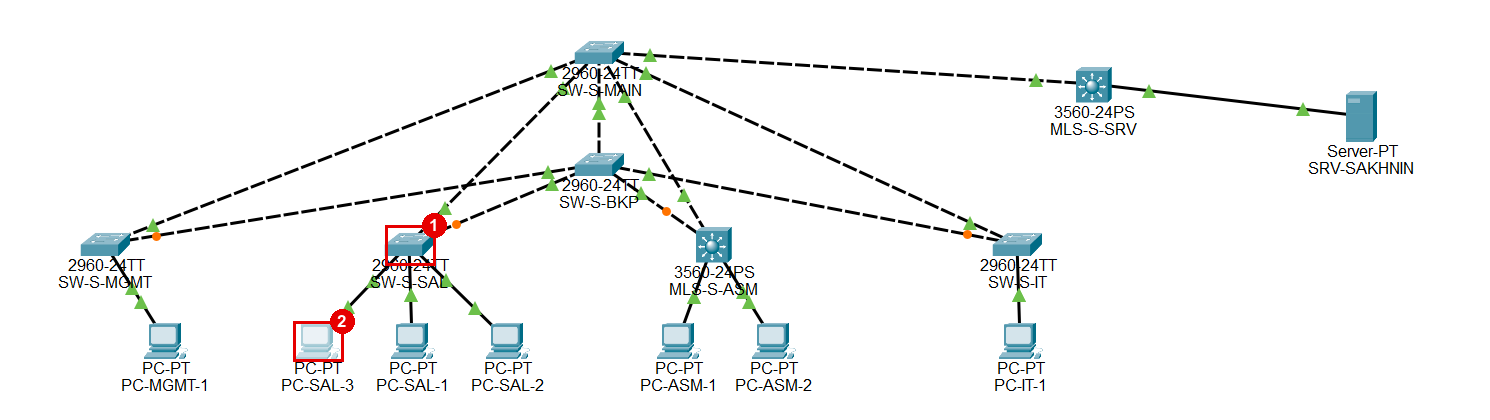 2960-24TT
SW-S-MAIN
3560-24PS
MLS-S-SRV
Server-PT
SRV-SAKHNIN
2960-24TT
SW-S-BKP
1
2960-24TT
SW-S-MGMT
2960-24TT
SW-S-SAL
3560-24PS
MLS-S-ASM
2960-24TT
SW-S-IT
2
PC-PT
PC-MGMT-1
PC-PT
PC-SAL-3
PC-PT
PC-SAL-1
PC-PT
PC-SAL-2
PC-PT
PC-ASM-1
PC-PT
PC-ASM-2
PC-PT
PC-IT-1